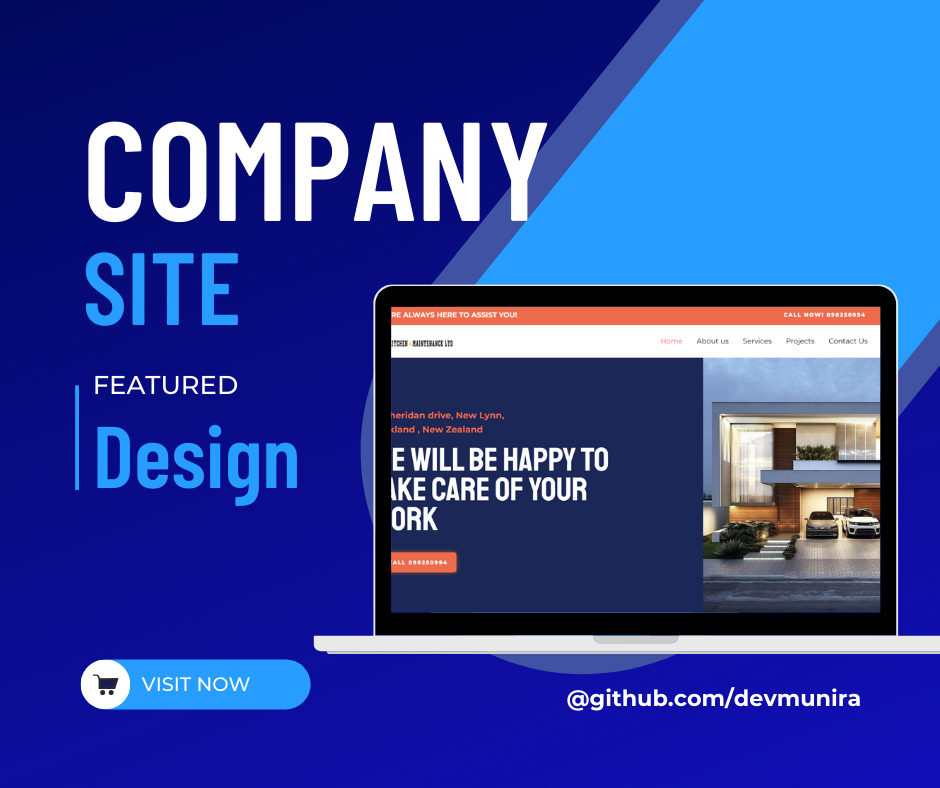 COMPANY
SITE
FEATURED
Design
RE ALWAYS HERE TO ASSIST YOU!
CALL NOW! 098250994
MAINTENANCE LTD
Home About us Services Projects Contact Us
heridan drive, New Lynn,
kland , New Zealand
E WILL BE HAPPY TO
AKE CARE OF YOUR
ORK
ALL 098250994
VISIT NOW
@github.com/devmunira